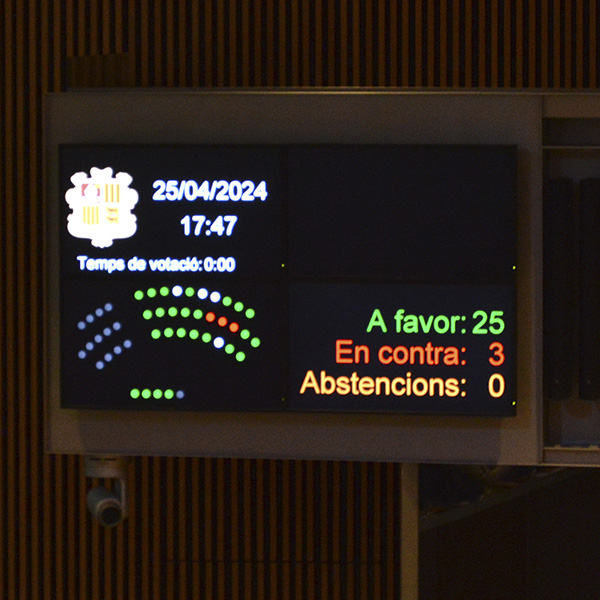 25/04/2024
17:47
Temps de votació: 0:00
A favor: 25
En contra: 3
Abstencions: 0